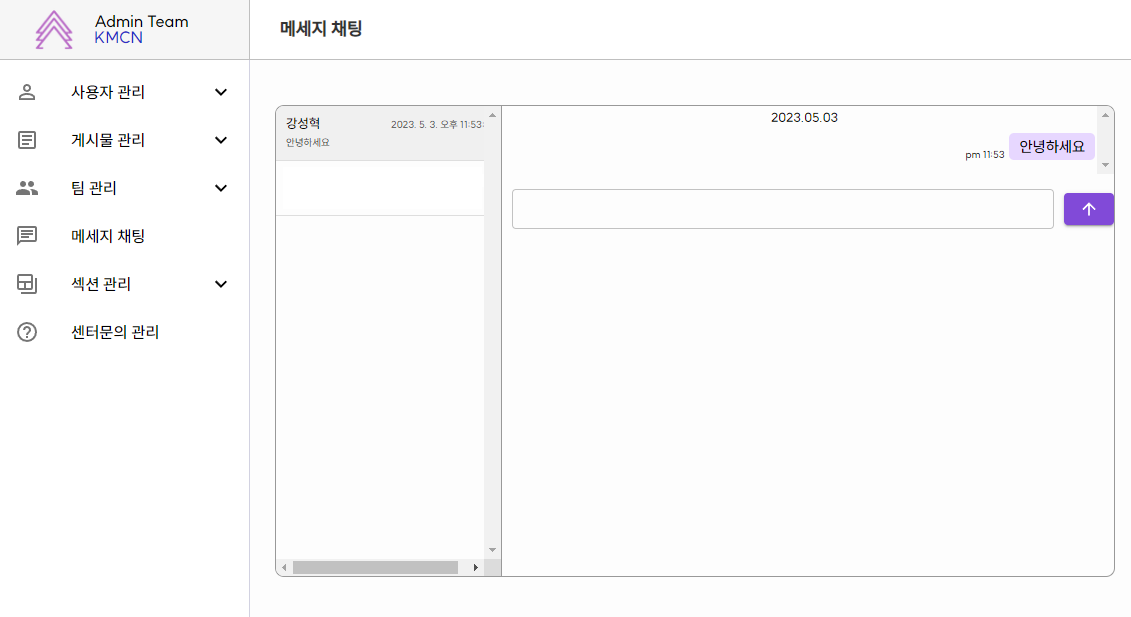 Admin Team
KMCN
메세지 채팅
사용자 관리
게시물 관리
팀 관리
메세지 채팅
섹션 관리
센터문의 관리
강성혁
2023. 5. 3. 오후 11:53:
안녕하세요
2023.05.03
pm 11:53
안녕하세요